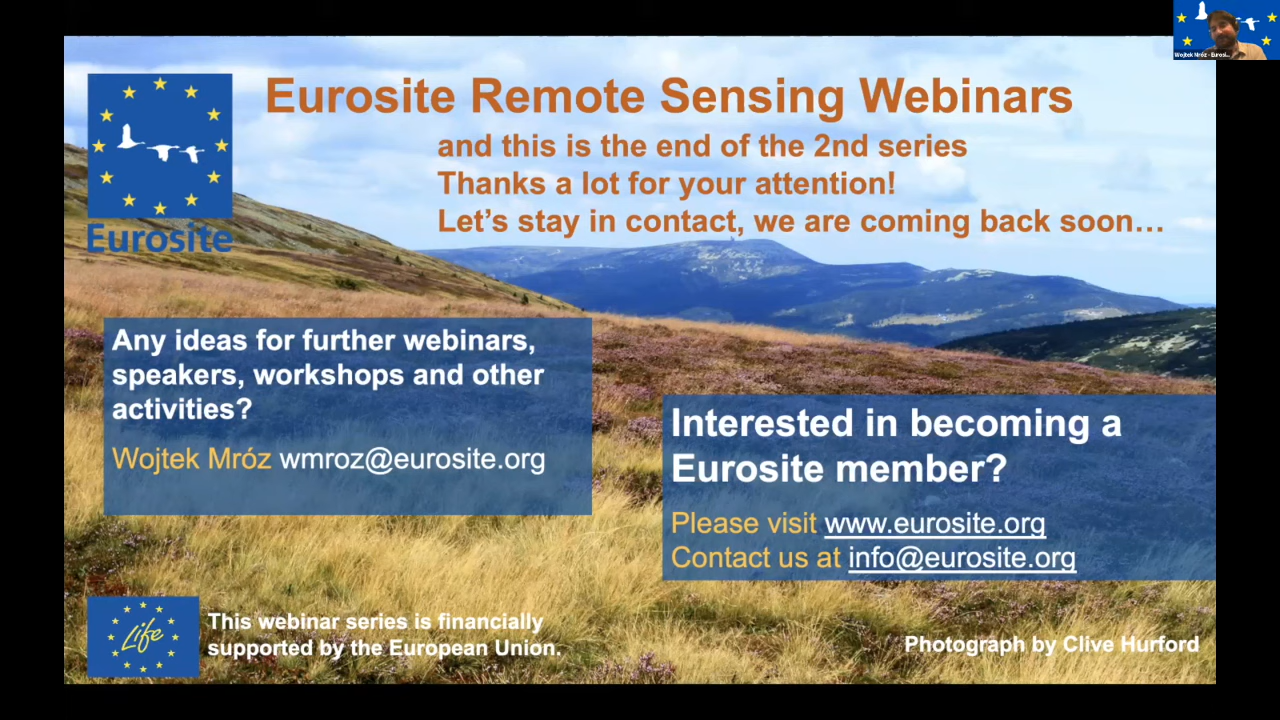 Wojtek Mróz - Eurosi...
Eurosite Remote Sensing Webinars
and this is the end of the 2nd series
Thanks a lot for your attention!
Let's stay in contact, we are coming back soon...
Eurosite
Any ideas for further webinars,
speakers, workshops and other
activities?
Wojtek Mróz wmroz@eurosite.org
Interested in becoming a
Eurosite member?
Please visit www.eurosite.org
Contact us at info@eurosite.org
Life
This webinar series is financially
supported by the European Union.
Photograph by Clive Hurford